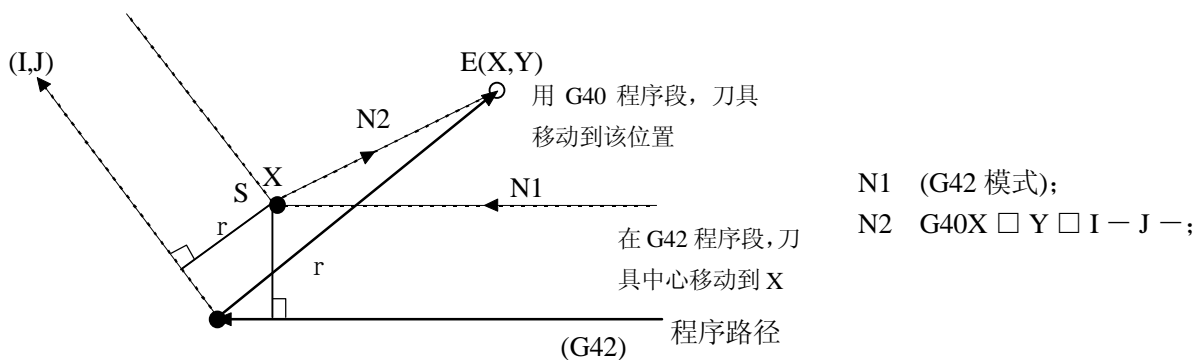 (I,J)
E(X,Y)
用 G40 程序段，刀具
移动到该位置
N2
X
S
N1
r
在 G42 程序段，刀
具中心移动到 X
r
程序路径
(G42)
N1 (G42 模式);
N2 G40X □ Y □ I － J －;